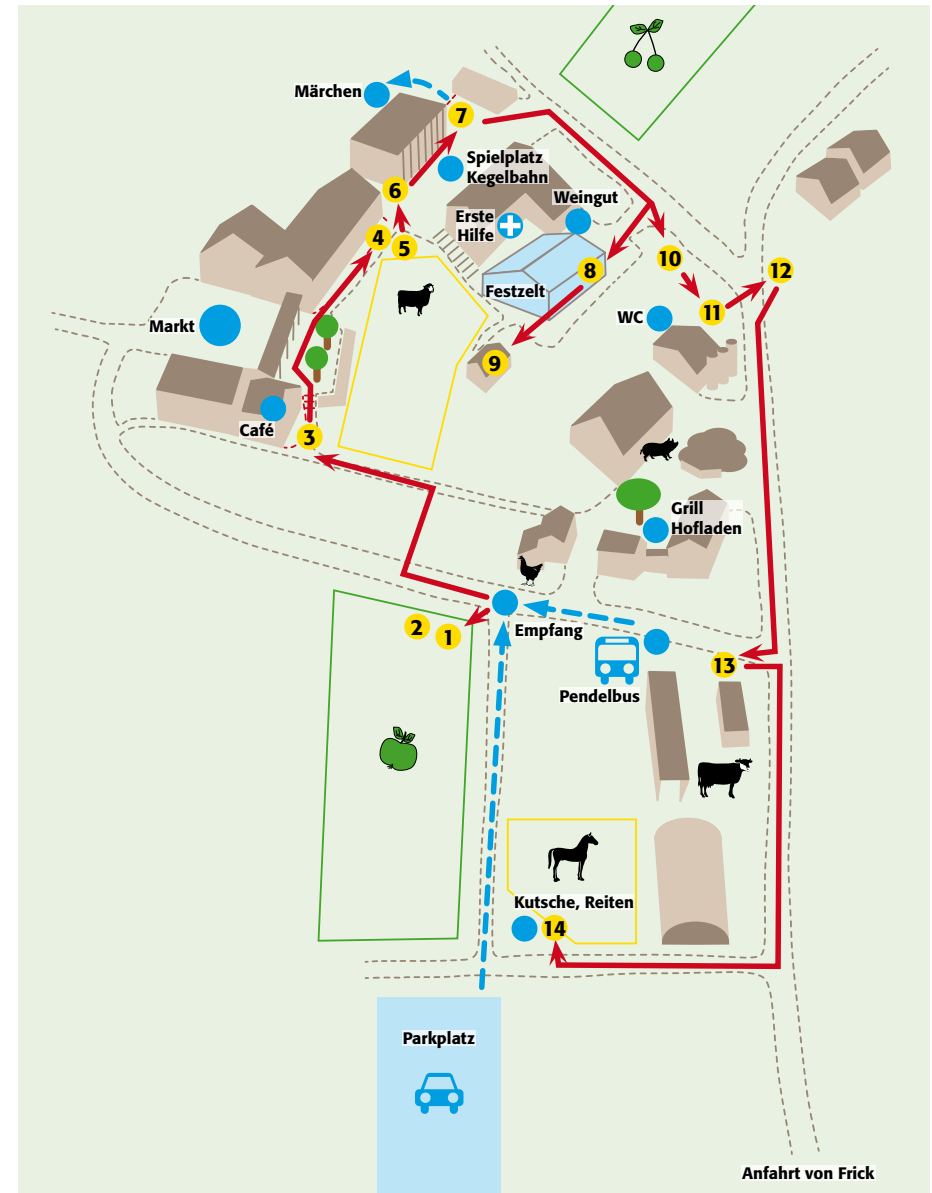 Märchen
7
Spielplatz
Kegelbahn
6
Weingut
Erste
Hilfe
4
5
10
8
12
Festzelt
11
WC
Markt
9
Café
3
Grill
Hofladen
2
1
Empfang
13
Pendelbus
Kutsche, Reiten
14
Parkplatz
Anfahrt von Frick